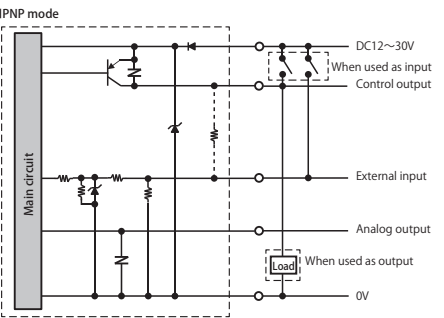 PNP mode
DC12～30V
When used as input
Control output
External input
Main circuit
Analog output
Load
When used as output
0V